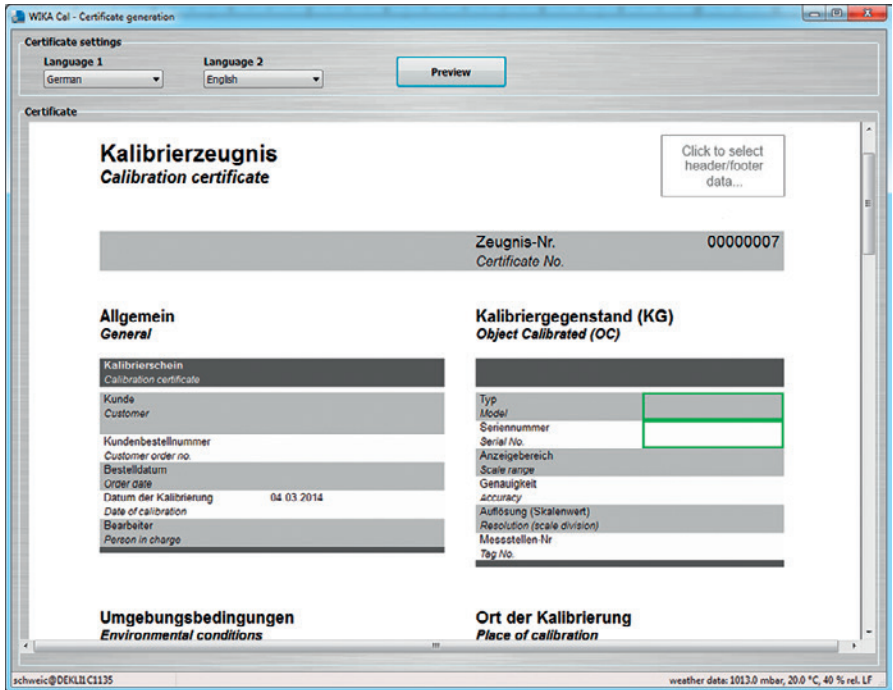 WIKA Cal - Certificate generation
Certificate settings
Language 1
Language 2
German
English
Preview
Certificate
Kalibrierzeugnis
Calibration certificate
Click to select
header/footer
data...
Zeugnis-Nr. 00000007
Certificate No.
Allgemein
General
Kalibrierschein
Calibration certificate
Kunde
Customer
Kundenbestellnummer
Customer order no.
Bestelldatum
Order date
Datum der Kalibrierung 04 03 2014
Date of calibration
Bearbeiter
Person in charge
Kalibriergegenstand (KG)
Object Calibrated (OC)
Typ
Model
Seriennummer
Serial No.
Anzeigebereich
Scale range
Genauigkeit
Accuracy
Auflösung (Skalenwert)
Resolution (scale division)
Messstellen-Nr
Tag No.
Umgebungsbedingungen
Environmental conditions
Ort der Kalibrierung
Place of calibration
schweic@DEKLI1C1135
weather data: 1013.0 mbar, 20.0 °C, 40 % rel. LF